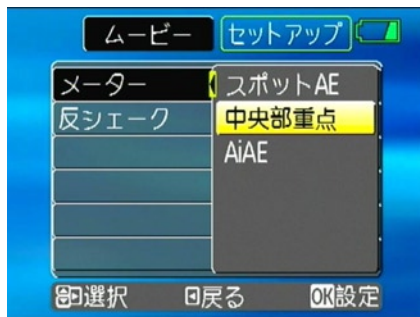 ムービー セットアップ
メーター スポットAE
反シェーク 中央部重点
AiAE
選択 戻る OK設定